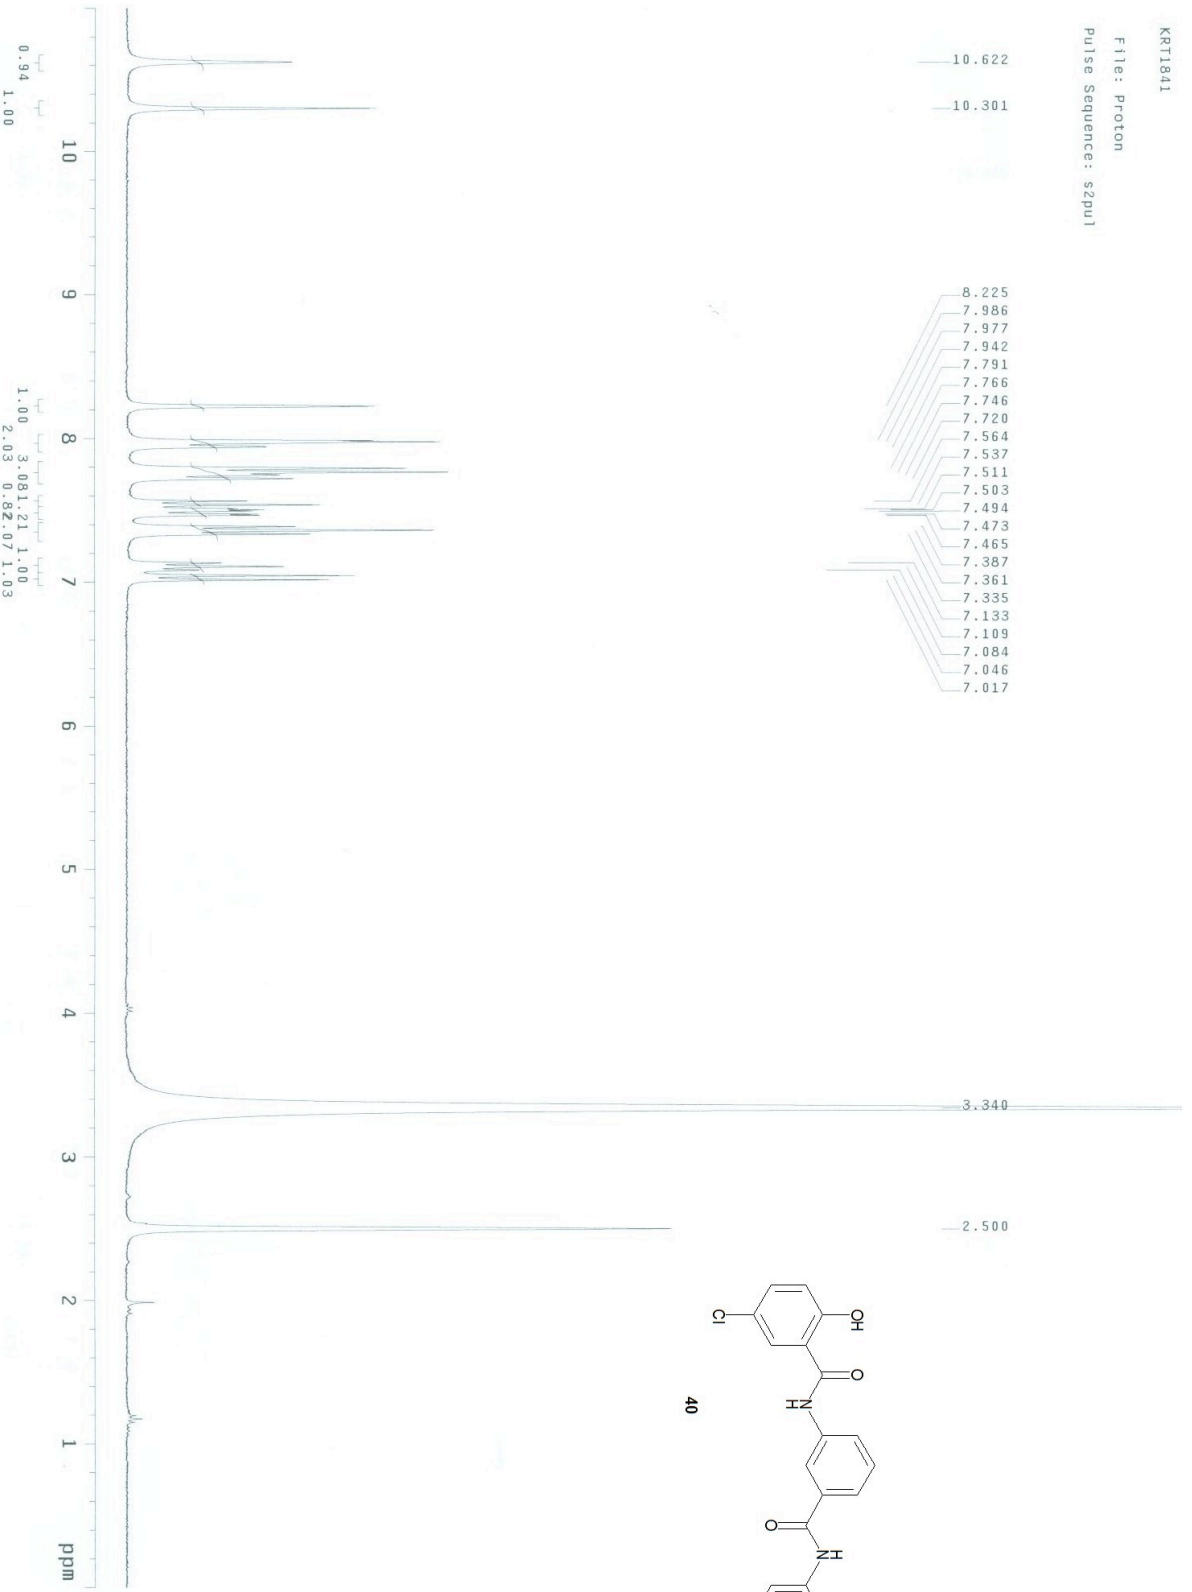 KRT1841
File: Proton
Pulse Sequence: s2pul
10.622
10.301
8.225
7.986
7.977
7.942
7.791
7.766
7.746
7.720
7.564
7.537
7.511
7.503
7.494
7.473
7.465
7.387
7.361
7.335
7.133
7.109
7.084
7.046
7.017
3.340
2.500
OH
O
Cl
N
H
O
N
H
40
10 9 8 7 6 5 4 3 2 1 ppm
0.94 1.00 3.08 1.21 1.00
1.00 2.03 0.82 2.07 1.03